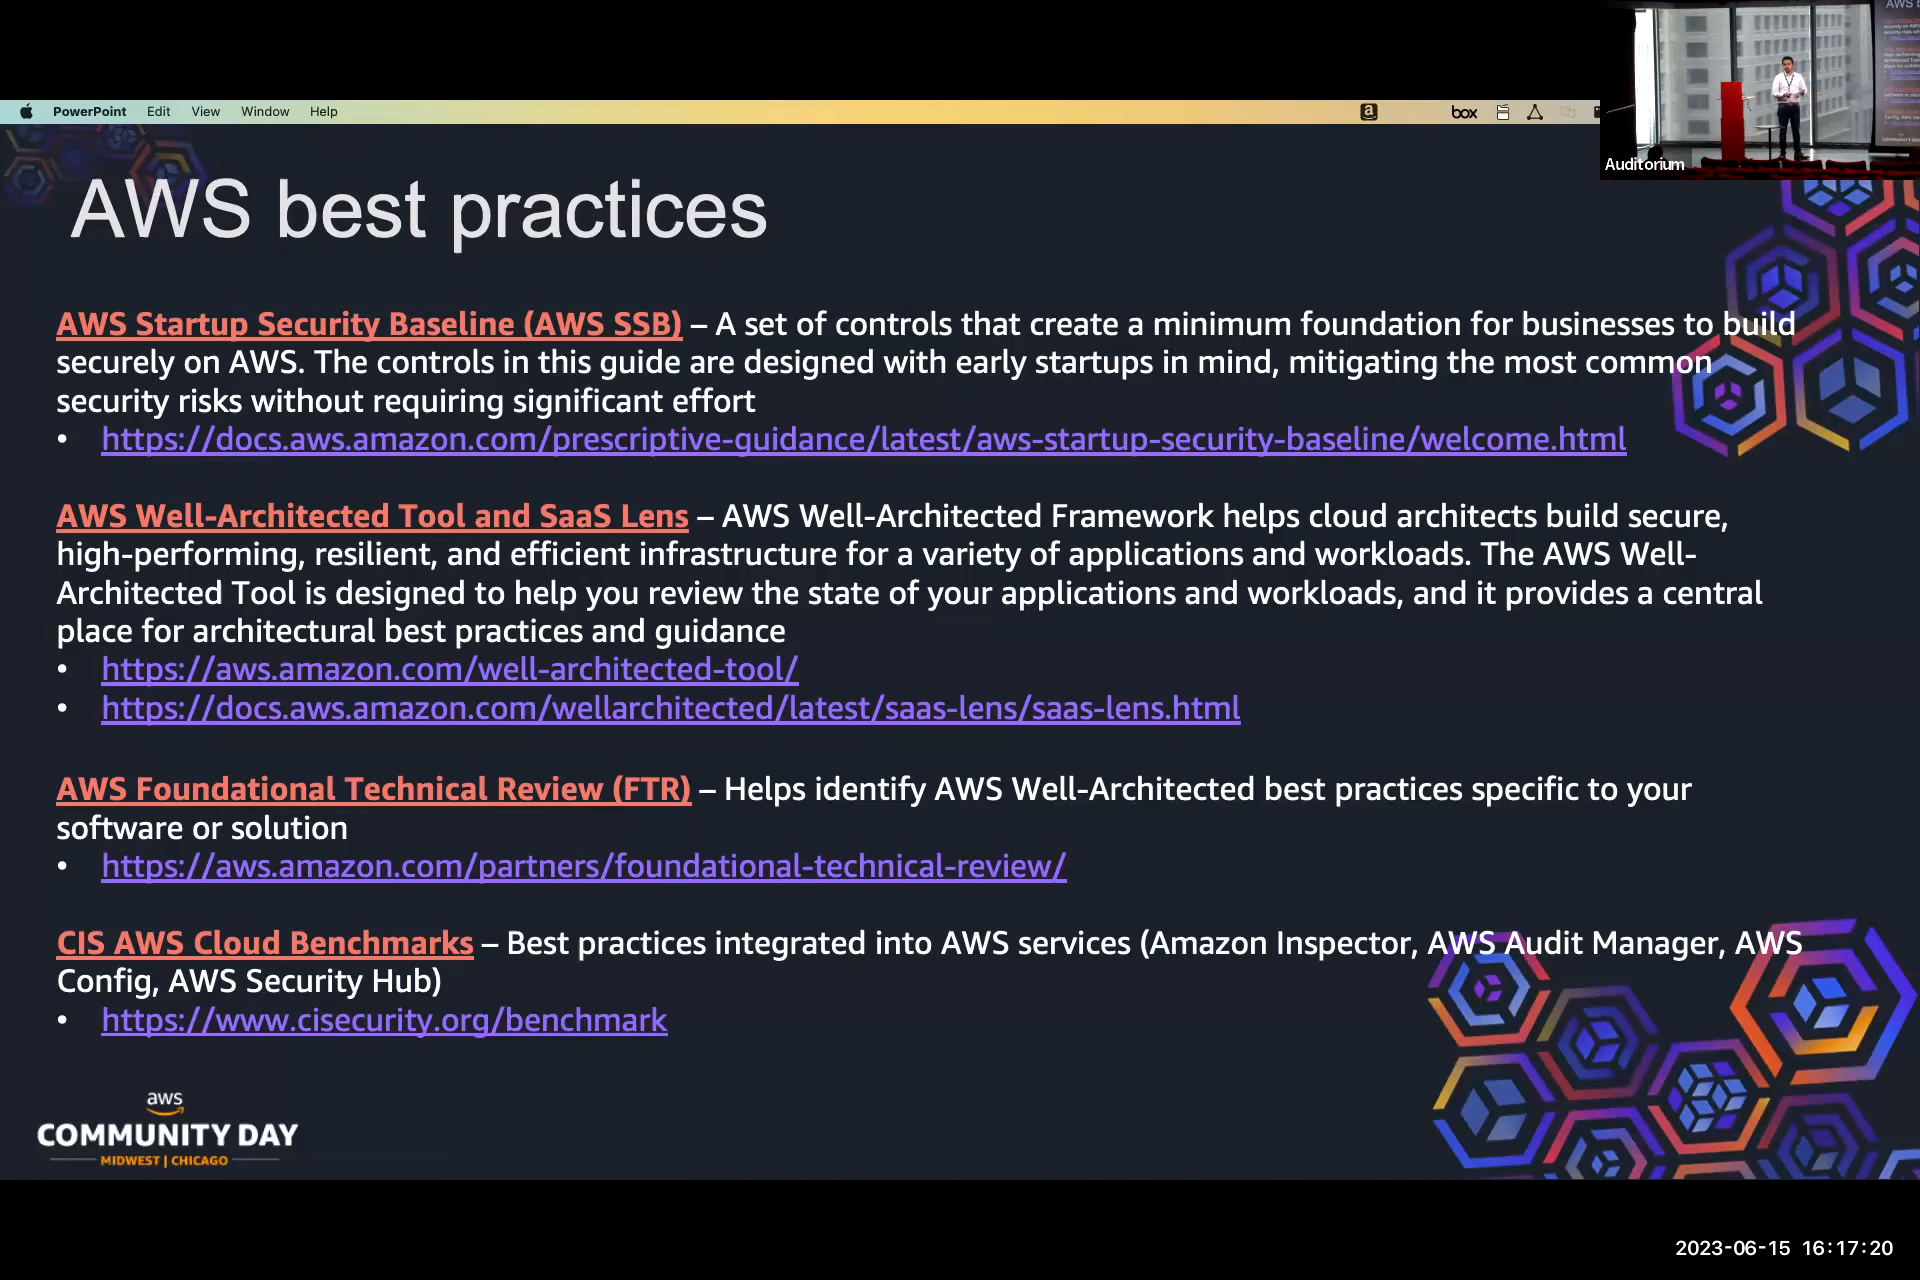 PowerPoint Edit View Window Help
box
Auditorium
AWS best practices
AWS Startup Security Baseline (AWS SSB) – A set of controls that create a minimum foundation for businesses to build
securely on AWS. The controls in this guide are designed with early startups in mind, mitigating the most common
security risks without requiring significant effort
• https://docs.aws.amazon.com/prescriptive-guidance/latest/aws-startup-security-baseline/welcome.html
AWS Well-Architected Tool and SaaS Lens – AWS Well-Architected Framework helps cloud architects build secure,
high-performing, resilient, and efficient infrastructure for a variety of applications and workloads. The AWS Well-
Architected Tool is designed to help you review the state of your applications and workloads, and it provides a central
place for architectural best practices and guidance
• https://aws.amazon.com/well-architected-tool/
• https://docs.aws.amazon.com/wellarchitected/latest/saas-lens/saas-lens.html
AWS Foundational Technical Review (FTR) – Helps identify AWS Well-Architected best practices specific to your
software or solution
• https://aws.amazon.com/partners/foundational-technical-review/
CIS AWS Cloud Benchmarks – Best practices integrated into AWS services (Amazon Inspector, AWS Audit Manager, AWS
Config, AWS Security Hub)
• https://www.cisecurity.org/benchmark
aws
COMMUNITY DAY
MIDWEST | CHICAGO
2023-06-15 16:17:20